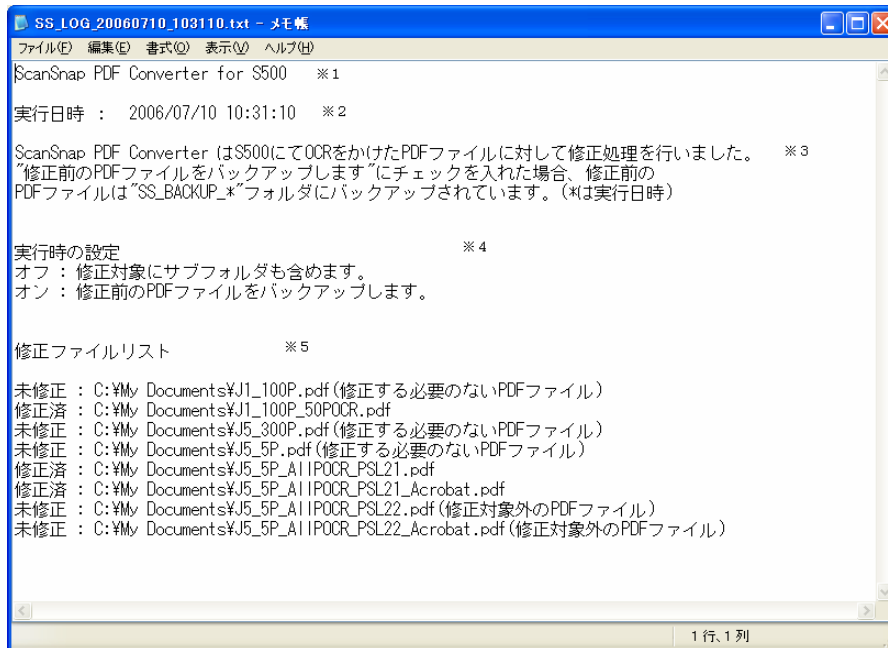 SS_LOG_20060710_103110.txt - メモ帳
ファイル(F) 編集(E) 書式(O) 表示(V) ヘルプ(H)
ScanSnap PDF Converter for S500 ※1
実行日時 : 2006/07/10 10:31:10 ※2
ScanSnap PDF Converter はS500にてOCRをかけたPDFファイルに対して修正処理を行いました。 ※3
"修正前のPDFファイルをバックアップします"にチェックを入れた場合、修正前の
PDFファイルは"SS_BACKUP_*"フォルダにバックアップされています。(*は実行日時)
実行時の設定 ※4
オフ : 修正対象にサブフォルダも含めます。
オン : 修正前のPDFファイルをバックアップします。
修正ファイルリスト ※5
未修正 : C:¥My Documents¥J1_100P.pdf(修正する必要のないPDFファイル)
修正済 : C:¥My Documents¥J1_100P_50POCR.pdf
未修正 : C:¥My Documents¥J5_300P.pdf(修正する必要のないPDFファイル)
未修正 : C:¥My Documents¥J5_5P.pdf(修正する必要のないPDFファイル)
修正済 : C:¥My Documents¥J5_5P_AllPOCR_PSL21.pdf
修正済 : C:¥My Documents¥J5_5P_AllPOCR_PSL21_Acrobat.pdf
未修正 : C:¥My Documents¥J5_5P_AllPOCR_PSL22.pdf(修正対象外のPDFファイル)
未修正 : C:¥My Documents¥J5_5P_AllPOCR_PSL22_Acrobat.pdf(修正対象外のPDFファイル)
1行、1列